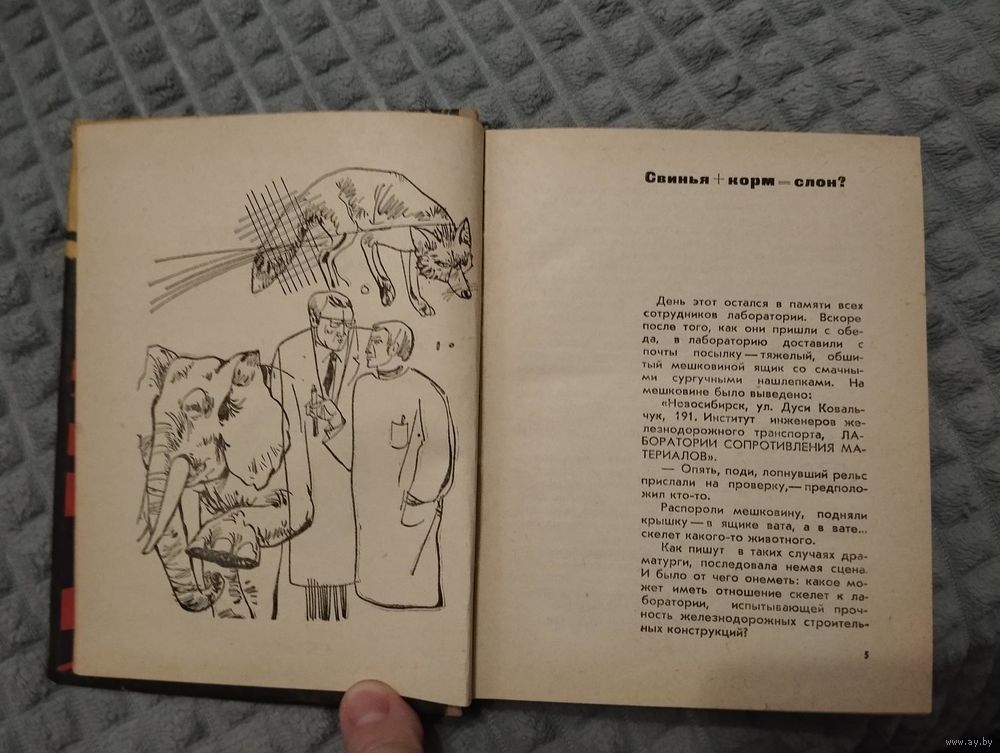 Свинья + корм = слон?
День этот остался в памяти всех
сотрудников лаборатории. Вскоре
после того, как они пришли с обе-
да, в лабораторию доставили с
почты посылку — тяжелый, обши-
тый мешковиной ящик со смачны-
ми сургучными нашлепками. На
мешковине было выведено:
«Новосибирск, ул. Дуси Коваль-
чук, 191. Институт инженеров же-
лезнодорожного транспорта, ЛА-
БОРАТОРИИ СОПРОТИВЛЕНИЯ МА-
ТЕРИАЛОВ».
— Опять, поди, лопнувший рельс
прислали на проверку,— предполо-
жил кто-то.
Распороли мешковину, подняли
крышку — в ящике вата, а в вате...
скелет какого-то животного.
Как пишут в таких случаях дра-
матурги, последовала немая сцена.
И было от чего онеметь: какое мо-
жет иметь отношение скелет к ла-
боратории, испытывающей проч-
ность железнодорожных строитель-
ных конструкций?
5
www.ay.by